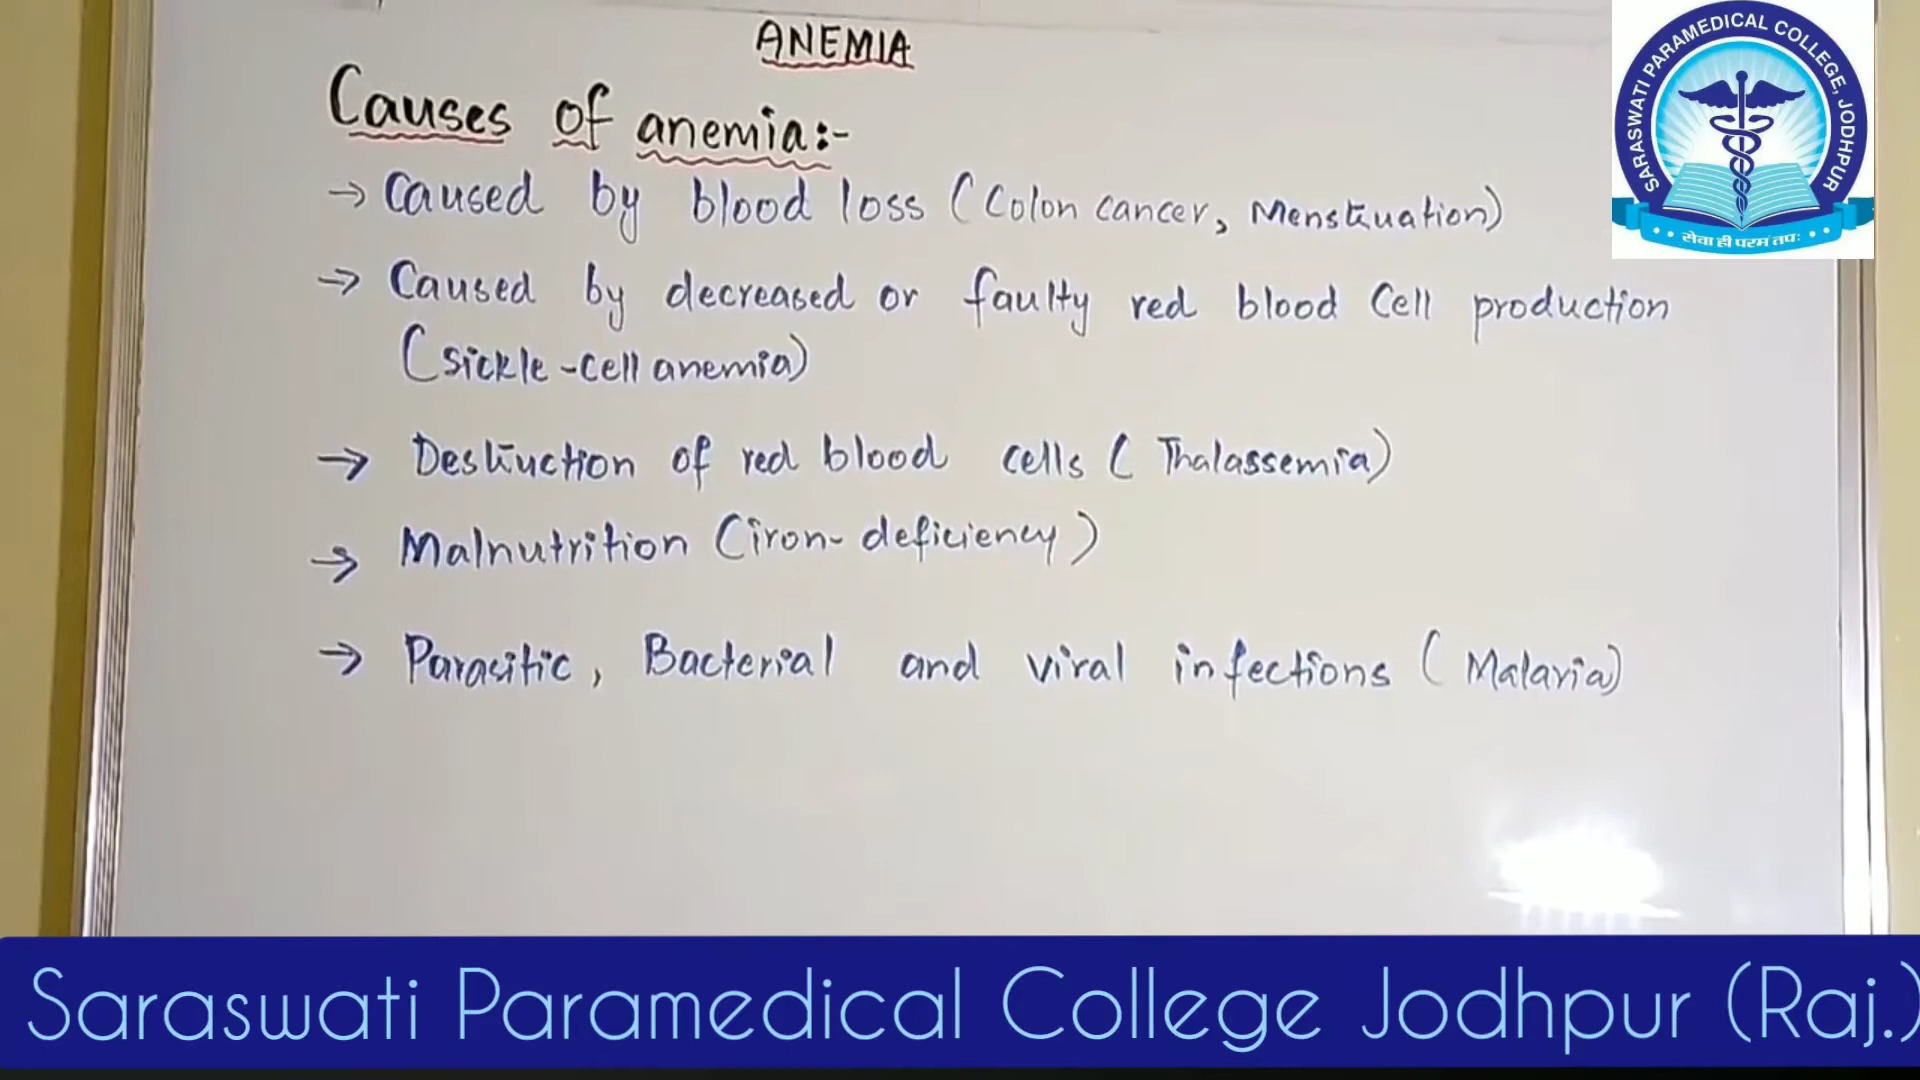 ANEMIA
Causes of anemia:-
→ Caused by blood loss (Colon cancer, Menstruation)
→ Caused by decreased or faulty red blood Cell production
(Sickle-cell anemia)
→ Destruction of red blood cells (Thalassemia)
→ Malnutrition (iron-deficiency)
→ Parasitic, Bacterial and viral infections (Malaria)
SARASWATI PARAMEDICAL COLLEGE, JODHPUR
सेवा ही परमं तपः
Saraswati Paramedical College Jodhpur (Raj.)